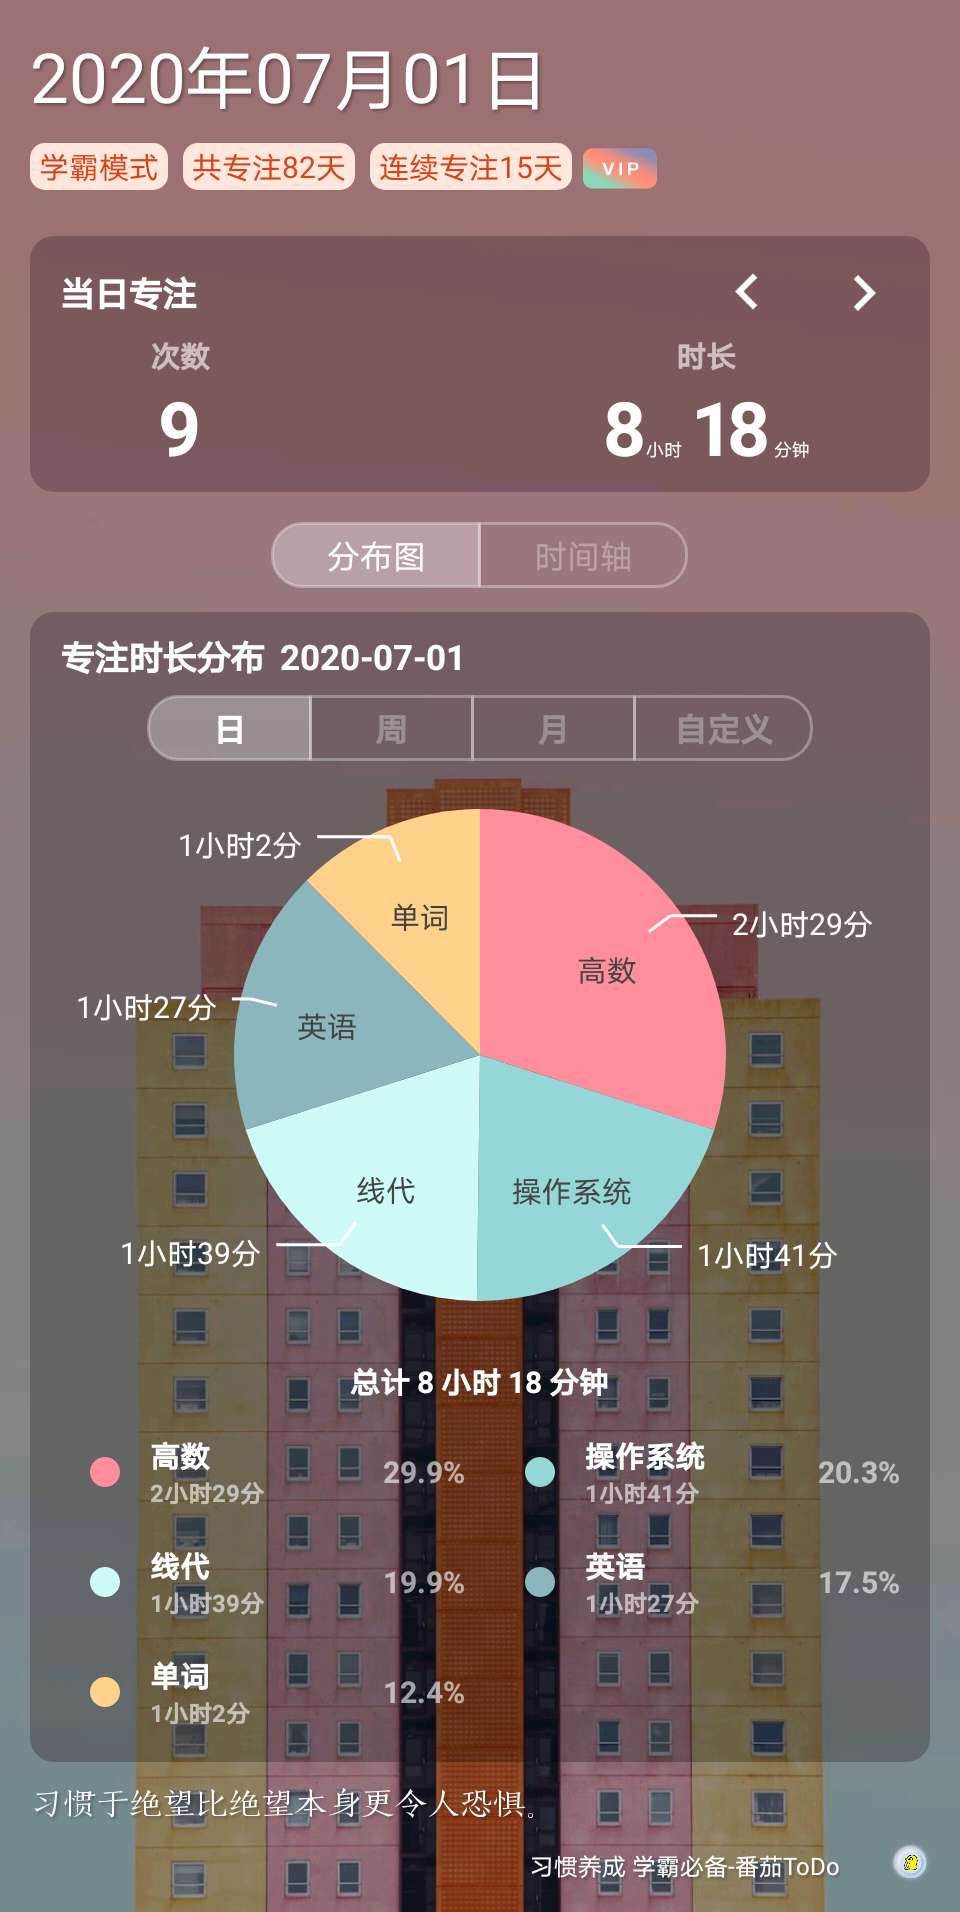 2020年07月01日
学霸模式 共专注82天 连续专注15天 VIP
当日专注
次数 时长
9 8小时 18分钟
分布图 时间轴
专注时长分布 2020-07-01
日 周 月 自定义
1小时2分
单词
2小时29分
高数
1小时27分
英语
线代
操作系统
1小时39分
1小时41分
总计 8 小时 18 分钟
高数 29.9% 操作系统 20.3%
2小时29分 1小时41分
线代 19.9% 英语 17.5%
1小时39分 1小时27分
单词 12.4%
1小时2分
习惯于绝望比绝望本身更令人恐惧。
习惯养成 学霸必备-番茄ToDo